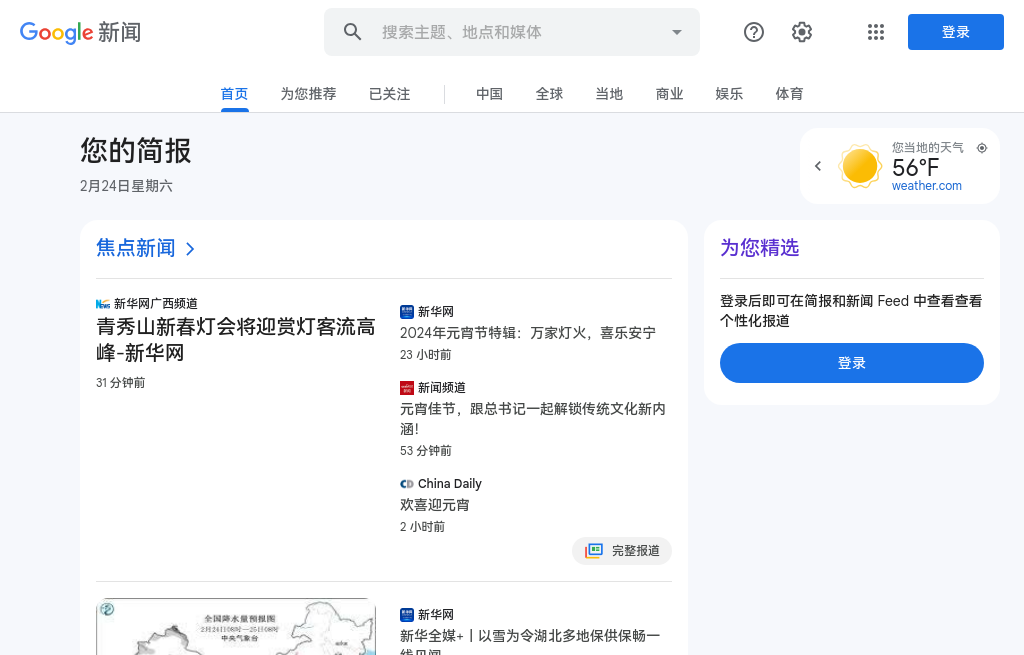 Google 新闻
搜索主题、地点和媒体
登录
首页
为您推荐
已关注
中国
全球
当地
商业
娱乐
体育
您的简报
2月24日星期六
您当地的天气
56°F
weather.com
焦点新闻
新华网广西频道
青秀山新春灯会将迎赏灯客流高
峰-新华网
31 分钟前
新华网
2024年元宵节特辑：万家灯火，喜乐安宁
23 小时前
新闻频道
元宵佳节，跟总书记一起解锁传统文化新内
涵！
53 分钟前
China Daily
欢喜迎元宵
2 小时前
完整报道
为您精选
登录后即可在简报和新闻 Feed 中查看查看
个性化报道
登录
全国降水量预报图
2月24日08时—25日08时
中央气象台
新华网
新华全媒+丨以雪为令湖北多地保供保畅一
线见闻